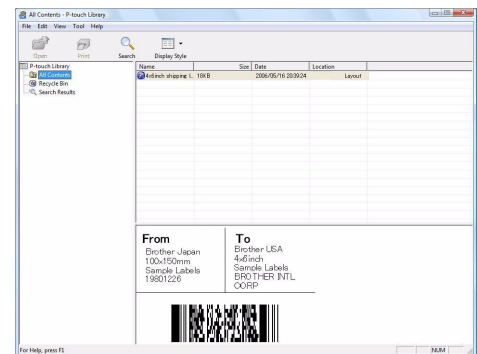 All Contents - P-touch Library
File Edit View Tool Help
Open Print Search Display Style
P-touch Library
All Contents
Recycle Bin
Search Results
Name Size Date Location
4x6inch shipping l.. 18KB 2006/05/16 20:39:24 Layout
From
Brother Japan
100x150mm
Sample Labels
19801226
To
Brother USA
4x6inch
Sample Labels
BROTHER INTL
CORP
For Help, press F1
NUM